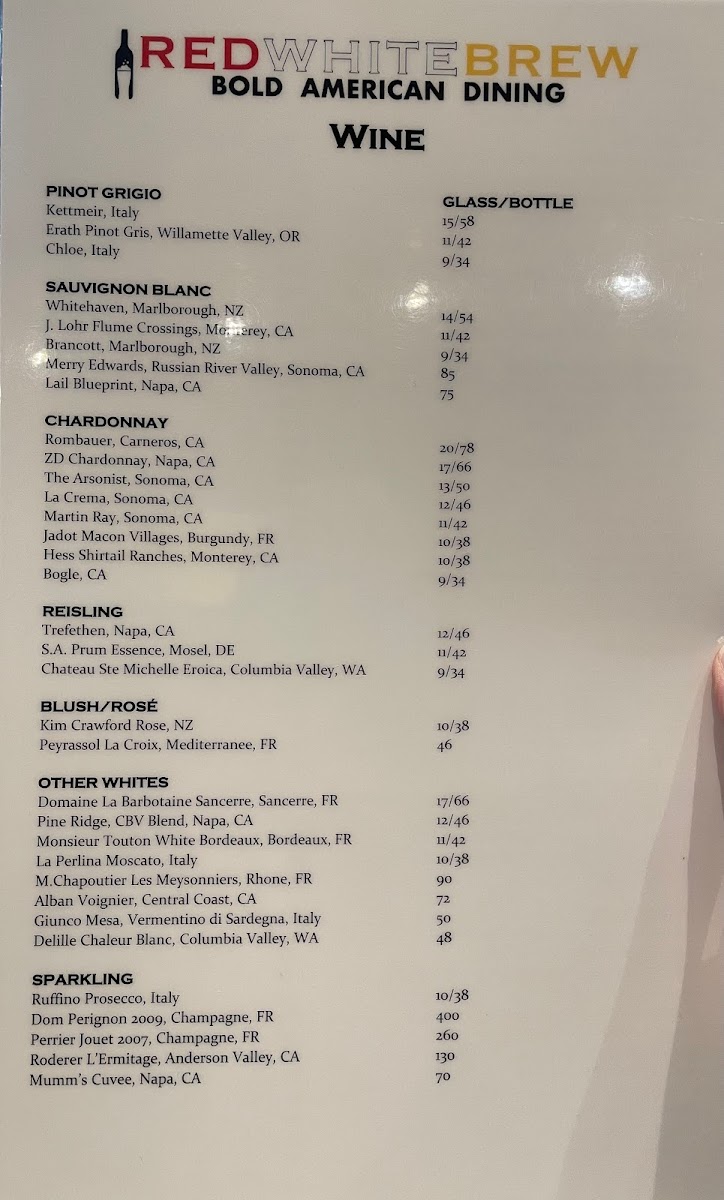 REDWHITEBREW
BOLD AMERICAN DINING
WINE
PINOT GRIGIO GLASS/BOTTLE
Kettmeir, Italy 15/58
Erath Pinot Gris, Willamette Valley, OR 11/42
Chloe, Italy 9/34
SAUVIGNON BLANC
Whitehaven, Marlborough, NZ 14/54
J. Lohr Flume Crossings, Monterey, CA 11/42
Brancott, Marlborough, NZ 9/34
Merry Edwards, Russian River Valley, Sonoma, CA 85
Lail Blueprint, Napa, CA 75
CHARDONNAY
Rombauer, Carneros, CA 20/78
ZD Chardonnay, Napa, CA 17/66
The Arsonist, Sonoma, CA 13/50
La Crema, Sonoma, CA 12/46
Martin Ray, Sonoma, CA 11/42
Jadot Macon Villages, Burgundy, FR 10/38
Hess Shirtail Ranches, Monterey, CA 10/38
Bogle, CA 9/34
REISLING
Trefethen, Napa, CA 12/46
S.A. Prum Essence, Mosel, DE 11/42
Chateau Ste Michelle Eroica, Columbia Valley, WA 9/34
BLUSH/ROSÉ
Kim Crawford Rose, NZ 10/38
Peyrassol La Croix, Mediterranee, FR 46
OTHER WHITES
Domaine La Barbotaine Sancerre, Sancerre, FR 17/66
Pine Ridge, CBV Blend, Napa, CA 12/46
Monsieur Touton White Bordeaux, Bordeaux, FR 11/42
La Perlina Moscato, Italy 10/38
M.Chapoutier Les Meysonniers, Rhone, FR 90
Alban Voignier, Central Coast, CA 72
Giunco Mesa, Vermentino di Sardegna, Italy 50
Delille Chaleur Blanc, Columbia Valley, WA 48
SPARKLING
Ruffino Prosecco, Italy 10/38
Dom Perignon 2009, Champagne, FR 400
Perrier Jouet 2007, Champagne, FR 260
Roderer L'Ermitage, Anderson Valley, CA 130
Mumm's Cuvee, Napa, CA 70